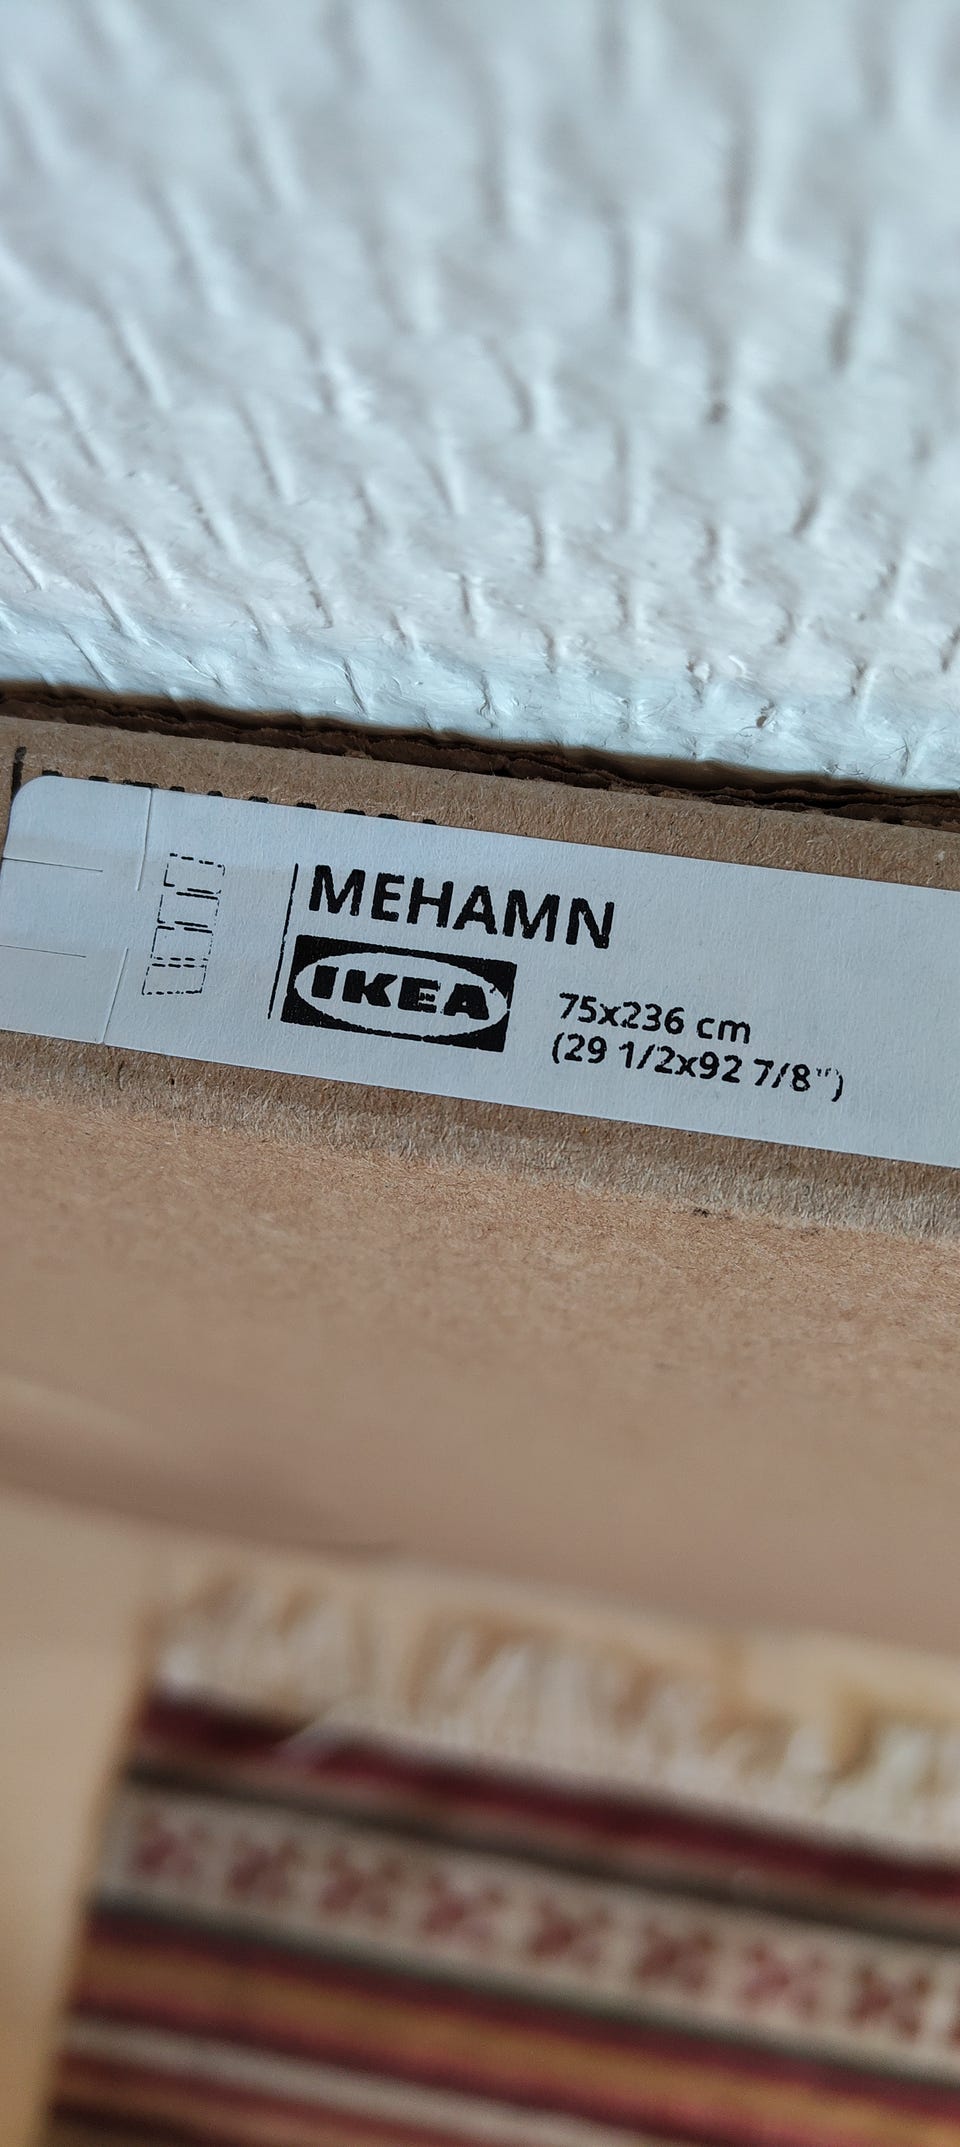 MEHAMN
IKEA
75x236 cm
(29 1/2x92 7/8")